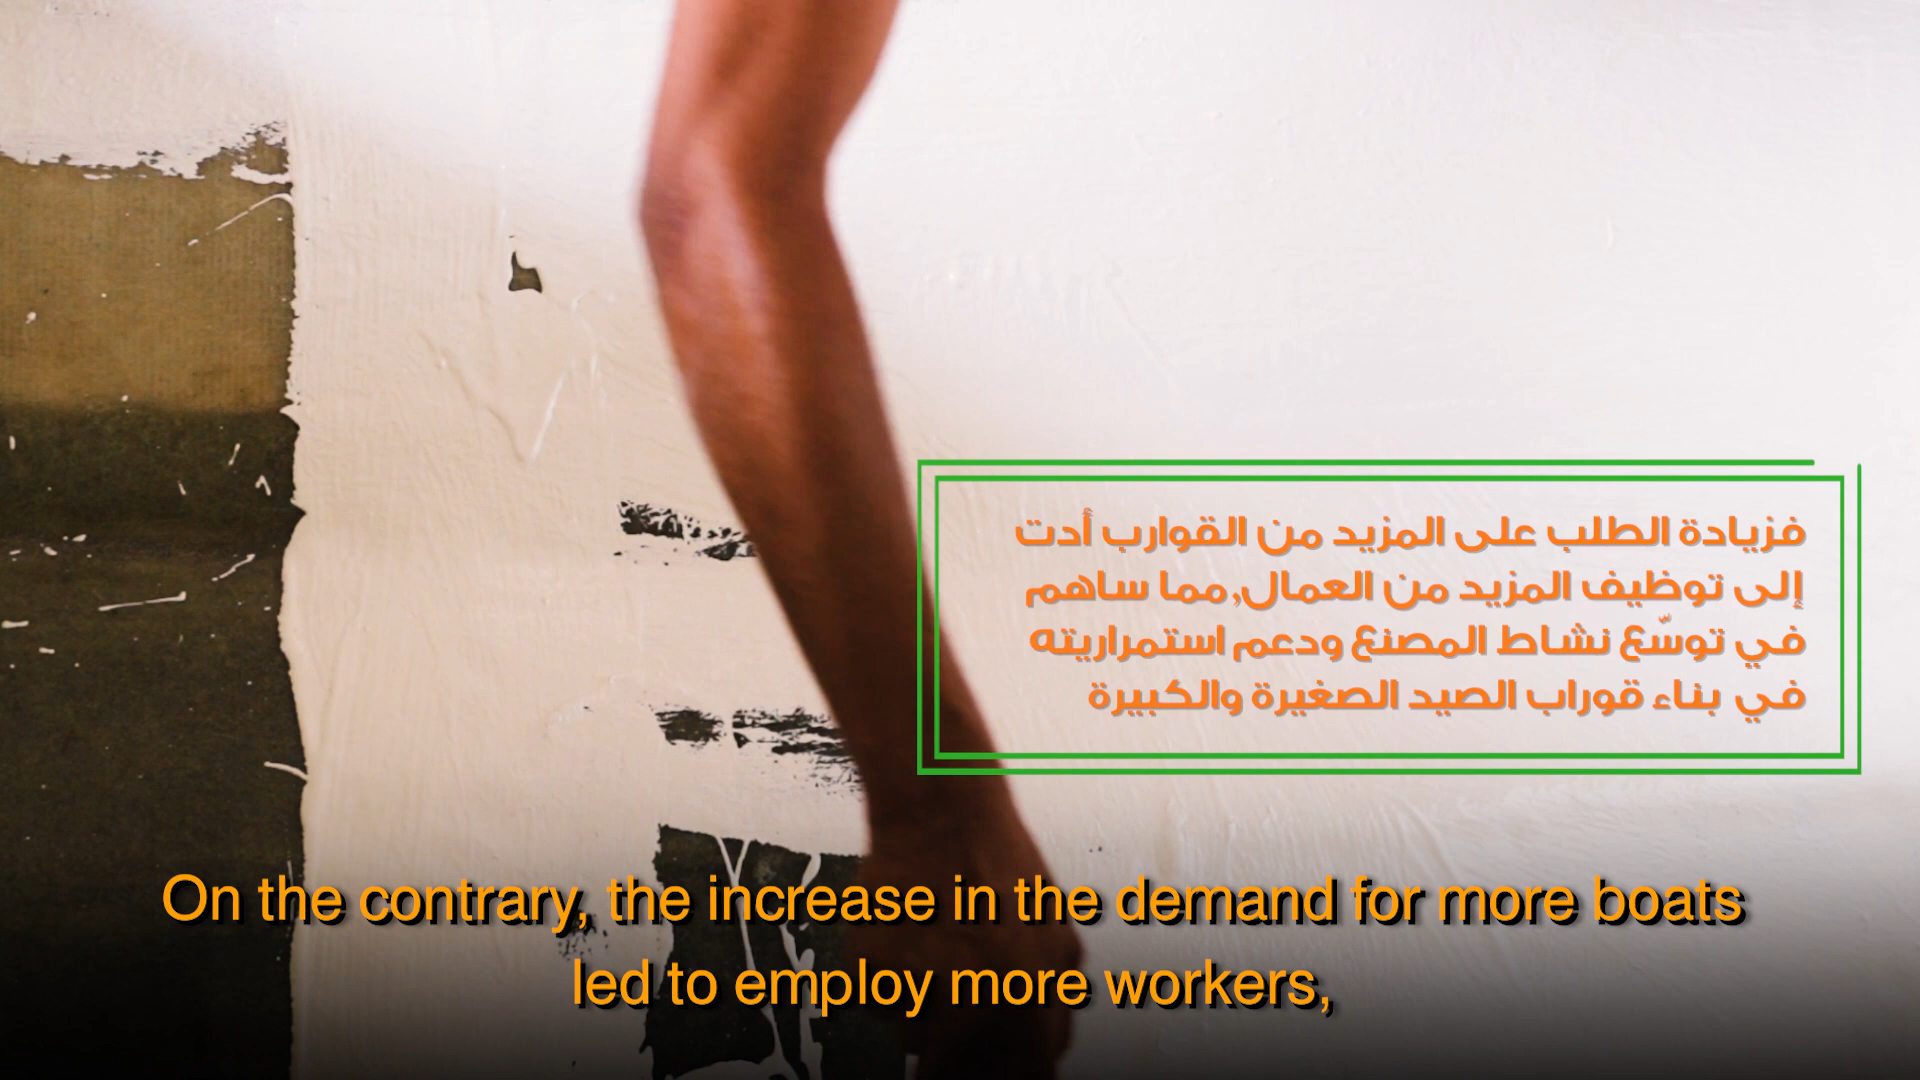 فزيادة الطلب على المزيد من القوارب أدت
إلى توظيف المزيد من العمال, مما ساهم
في توسّع نشاط المصنع ودعم استمراريته
في بناء قوراب الصيد الصغيرة والكبيرة
On the contrary, the increase in the demand for more boats
led to employ more workers,